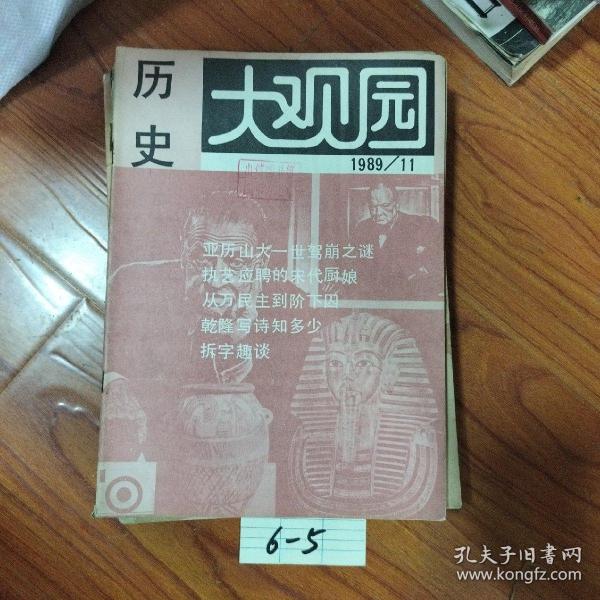 历史
大观园
1989/11
亚历山大一世驾崩之谜
执艺应聘的宋代厨娘
从万民主到阶下囚
乾隆写诗知多少
拆字趣谈
6-5
孔夫子旧书网
www.kongfz.com